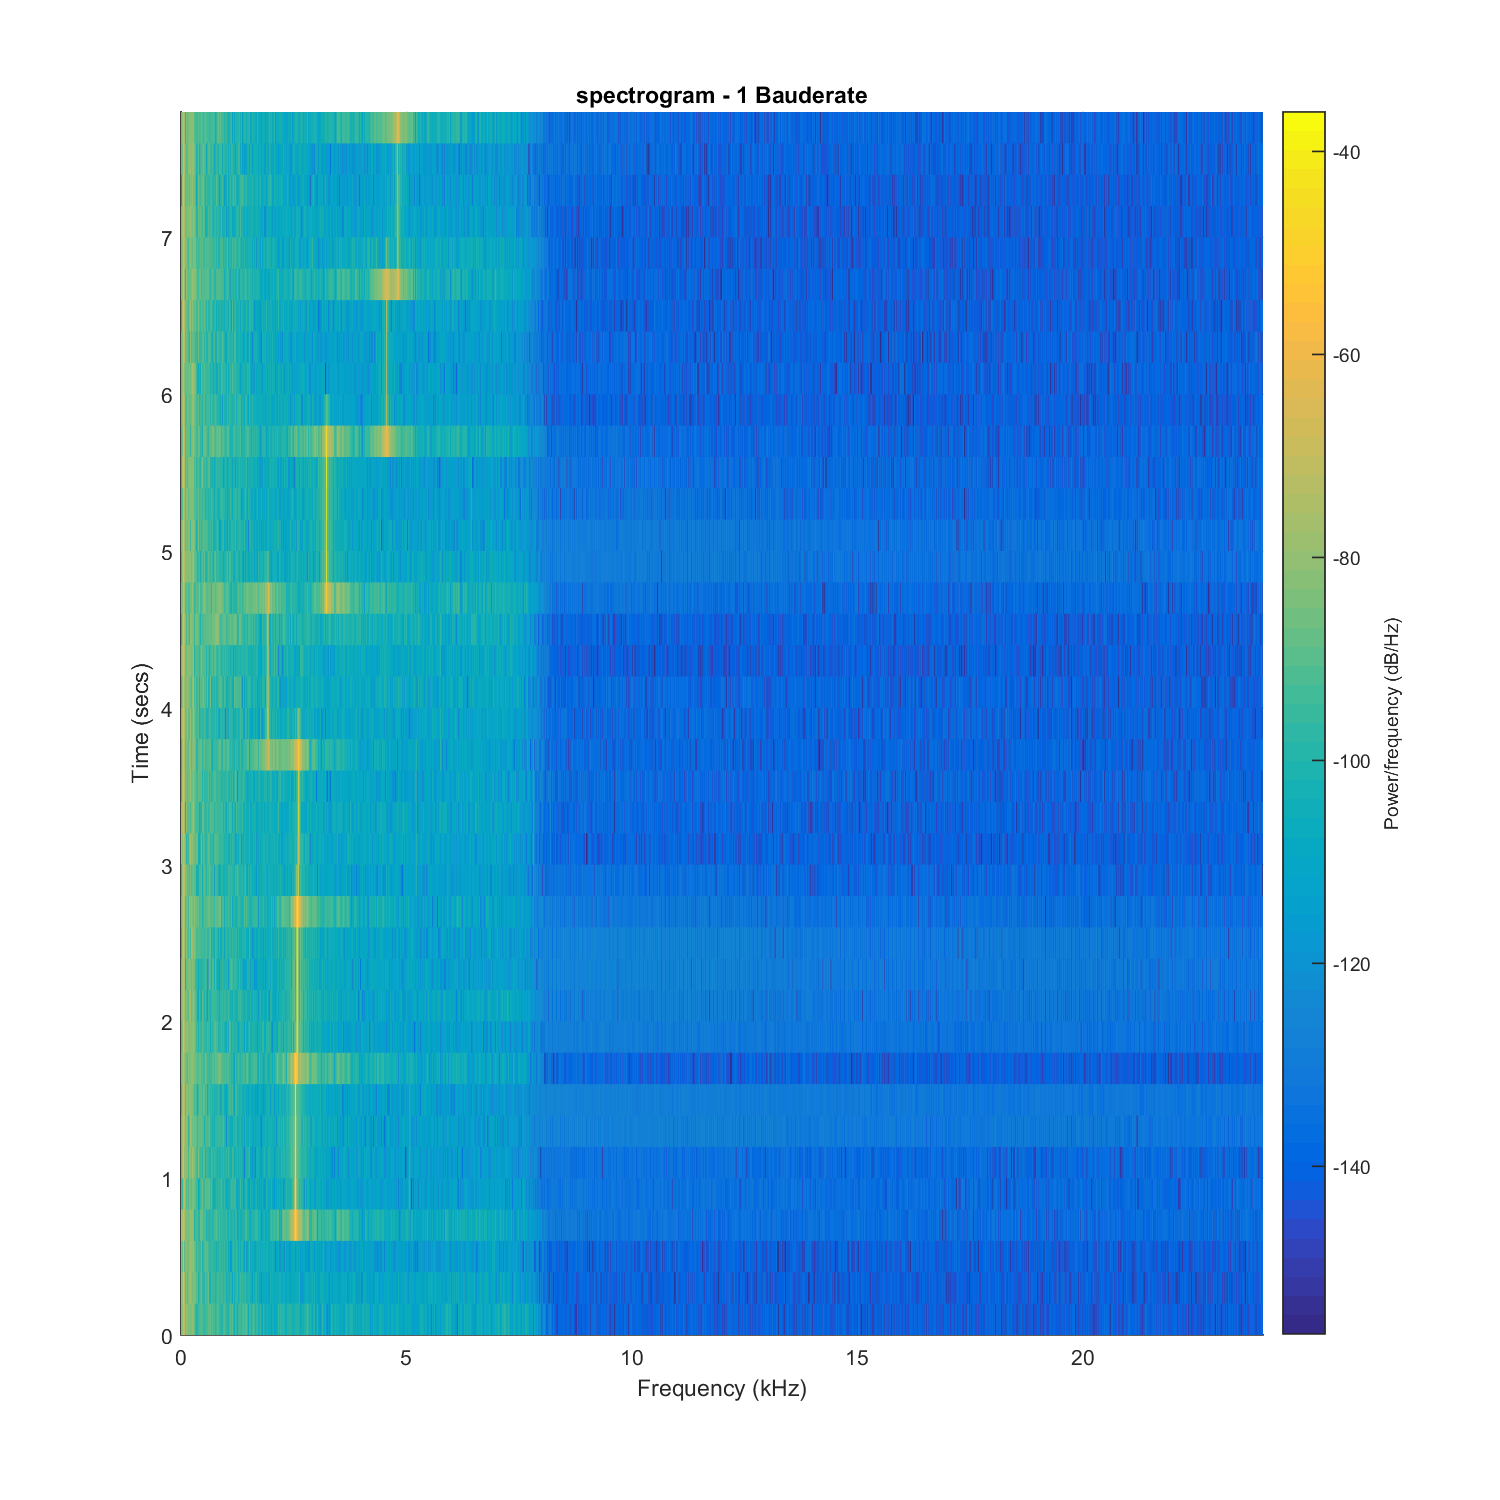 spectrogram - 1 Bauderate
7
6
5
4
3
2
1
0
Time (secs)
0 5 10 15 20
Frequency (kHz)
-40
-60
-80
-100
-120
-140
Power/frequency (dB/Hz)